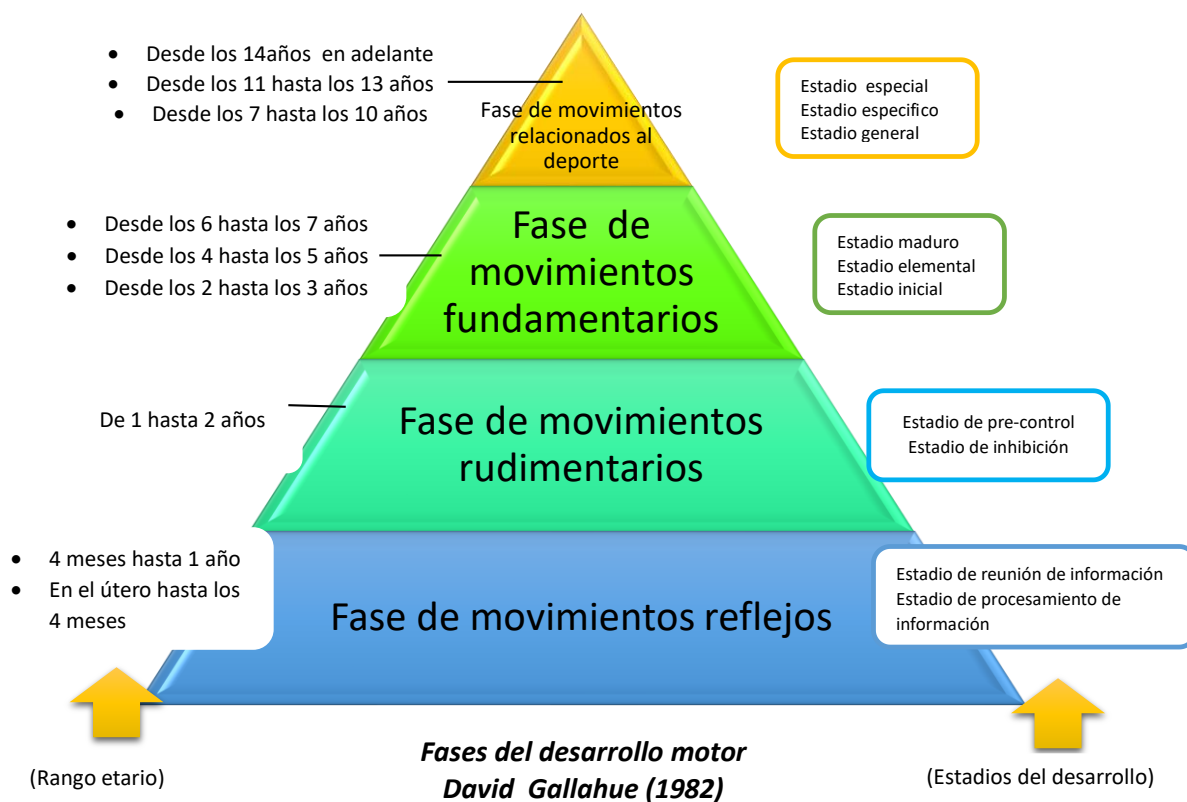 • Desde los 14años en adelante
• Desde los 11 hasta los 13 años
• Desde los 7 hasta los 10 años
Fase de movimientos
relacionados al
deporte
Estadio especial
Estadio especifico
Estadio general
• Desde los 6 hasta los 7 años
• Desde los 4 hasta los 5 años
• Desde los 2 hasta los 3 años
Fase de
movimientos
fundamentarios
Estadio maduro
Estadio elemental
Estadio inicial
De 1 hasta 2 años
Fase de movimientos
rudimentarios
Estadio de pre-control
Estadio de inhibición
• 4 meses hasta 1 año
• En el útero hasta los
4 meses
Fase de movimientos reflejos
Estadio de reunión de información
Estadio de procesamiento de
información
(Rango etario)
Fases del desarrollo motor
David Gallahue (1982)
(Estadios del desarrollo)